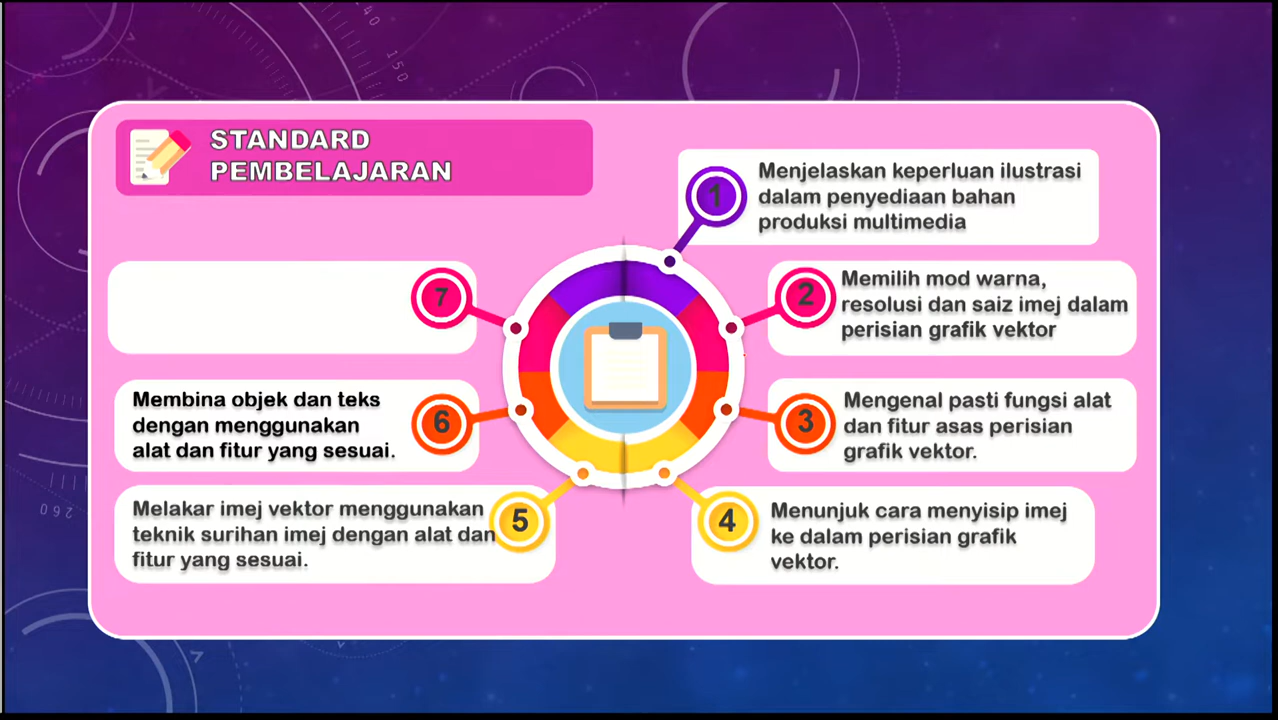 STANDARD
PEMBELAJARAN
1
Menjelaskan keperluan ilustrasi
dalam penyediaan bahan
produksi multimedia
2
Memilih mod warna,
resolusi dan saiz imej dalam
perisian grafik vektor
3
Mengenal pasti fungsi alat
dan fitur asas perisian
grafik vektor.
4
Menunjuk cara menyisip imej
ke dalam perisian grafik
vektor.
5
Melakar imej vektor menggunakan
teknik surihan imej dengan alat dan
fitur yang sesuai.
6
Membina objek dan teks
dengan menggunakan
alat dan fitur yang sesuai.
7
40
150
260